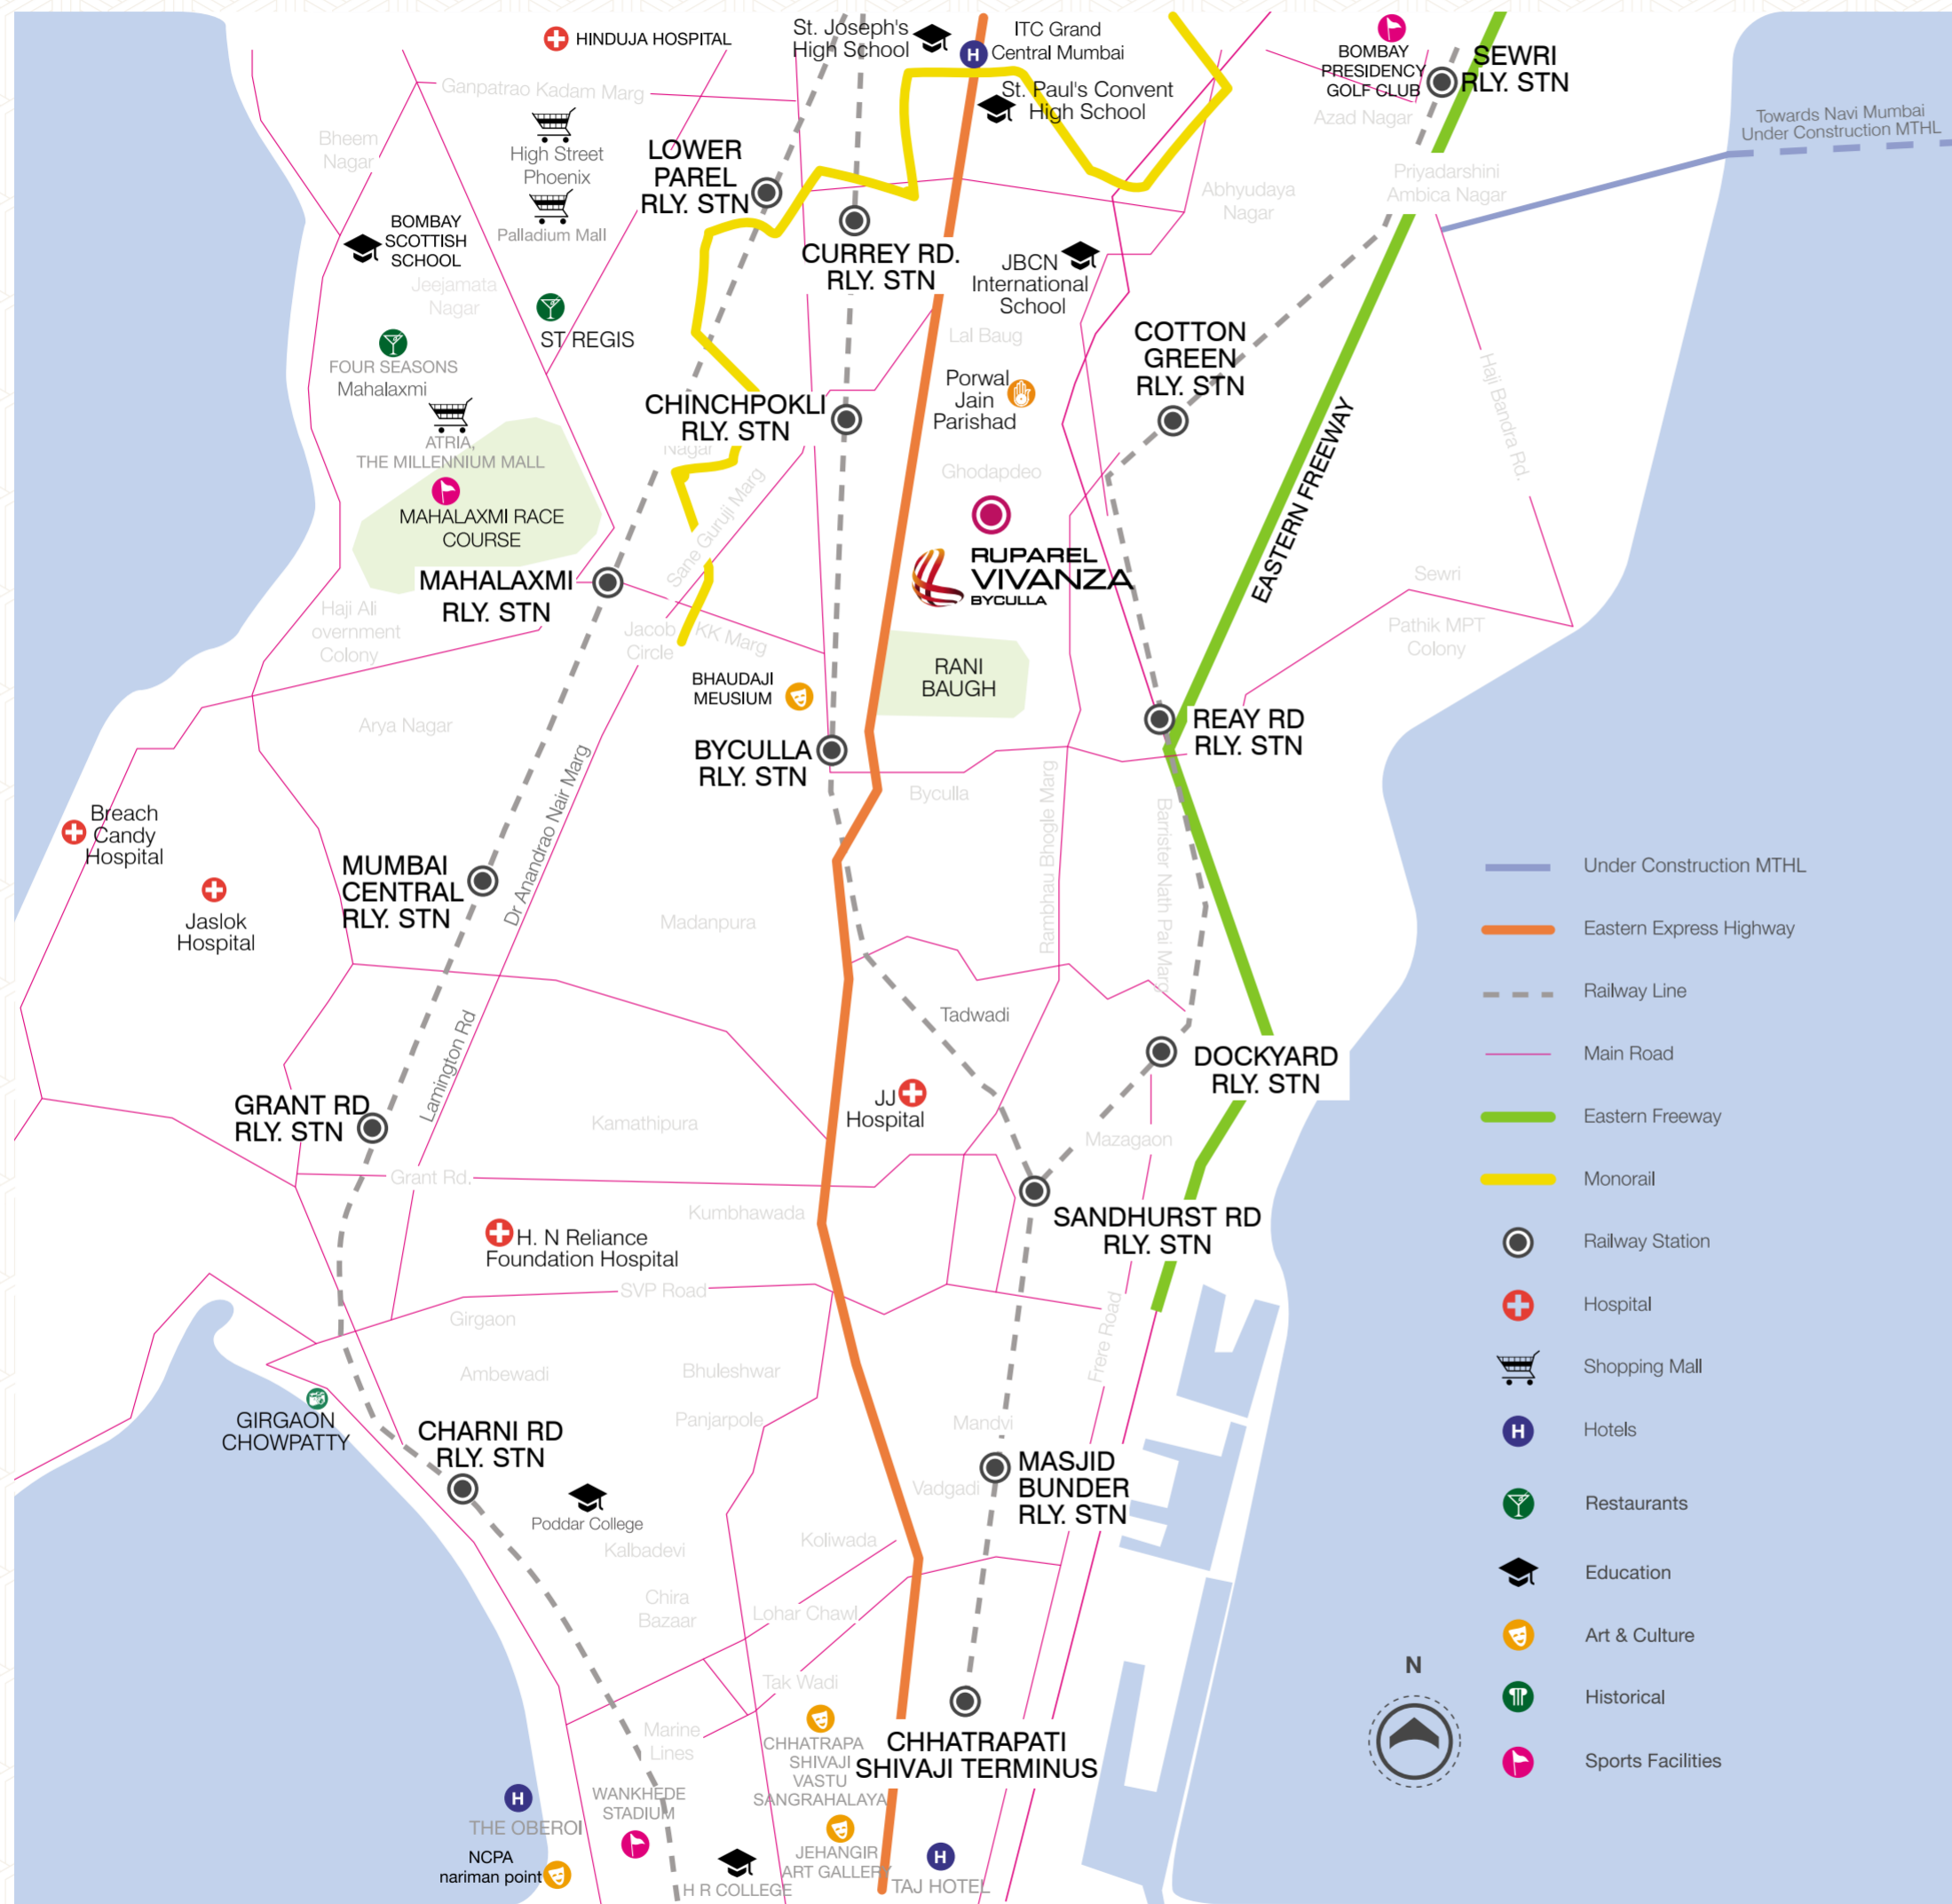 HINDUJA HOSPITAL
St. Joseph's
High School
ITC Grand
Central Mumbai
BOMBAY
PRESIDENCY
GOLF CLUB
SEWRI
RLY. STN
Ganpatrao Kadam Marg
St. Paul's Convent
High School
Azad Nagar
Towards Navi Mumbai
Under Construction MTHL
Bheem
Nagar
High Street
Phoenix
Palladium Mall
LOWER
PAREL
RLY. STN
Priyadarshini
Ambica Nagar
Abhyudaya
Nagar
BOMBAY
SCOTTISH
SCHOOL
Jeejamata
Nagar
CURREY RD.
RLY. STN
JBCN
International
School
ST REGIS
Lal Baug
COTTON
GREEN
RLY. STN
FOUR SEASONS
Mahalaxmi
Haji Bandra Rd.
Porwal
Jain
Parishad
CHINCHPOKLI
RLY. STN
Nagar
ATRIA,
THE MILLENNIUM MALL
EASTERN FREEWAY
Ghodapdeo
MAHALAXMI RACE
COURSE
Sane Guruji Marg
RUPAREL
VIVANZA
BYCULLA
MAHALAXMI
RLY. STN
Sewri
Haji Ali
overnment
Colony
Jacob
Circle
KK Marg
Pathik MPT
Colony
RANI
BAUGH
BHAUDAJI
MEUSIUM
Arya Nagar
REAY RD
RLY. STN
BYCULLA
RLY. STN
Byculla
Dr Anandrao Nair Marg
Rambhau Bhogle Marg
Barrister Nath Pai Marg
Breach
Candy
Hospital
MUMBAI
CENTRAL
RLY. STN
Jaslok
Hospital
Madanpura
Tadwadi
Lamington Rd
DOCKYARD
RLY. STN
JJ
Hospital
GRANT RD
RLY. STN
Kamathipura
Mazagaon
Grant Rd.
Kumbhawada
SANDHURST RD
RLY. STN
H. N Reliance
Foundation Hospital
SVP Road
Girgaon
Frere Road
Ambewadi
Bhuleshwar
GIRGAON
CHOWPATTY
Panjarpole
Mandvi
CHARNI RD
RLY. STN
MASJID
BUNDER
RLY. STN
Vadgadi
Poddar College
Kalbadevi
Koliwada
Chira
Bazaar
Lohar Chawl
Tak Wadi
Marine
Lines
CHHATRAPA
SHIVAJI
VASTU
SANGRAHALAYA
CHHATRAPATI
SHIVAJI TERMINUS
H
THE OBEROI
WANKHEDE
STADIUM
NCPA
nariman point
H R COLLEGE
JEHANGIR
ART GALLERY
H
TAJ HOTEL
Under Construction MTHL
Eastern Express Highway
Railway Line
Main Road
Eastern Freeway
Monorail
Railway Station
Hospital
Shopping Mall
H
Hotels
Restaurants
Education
Art & Culture
Historical
Sports Facilities
N